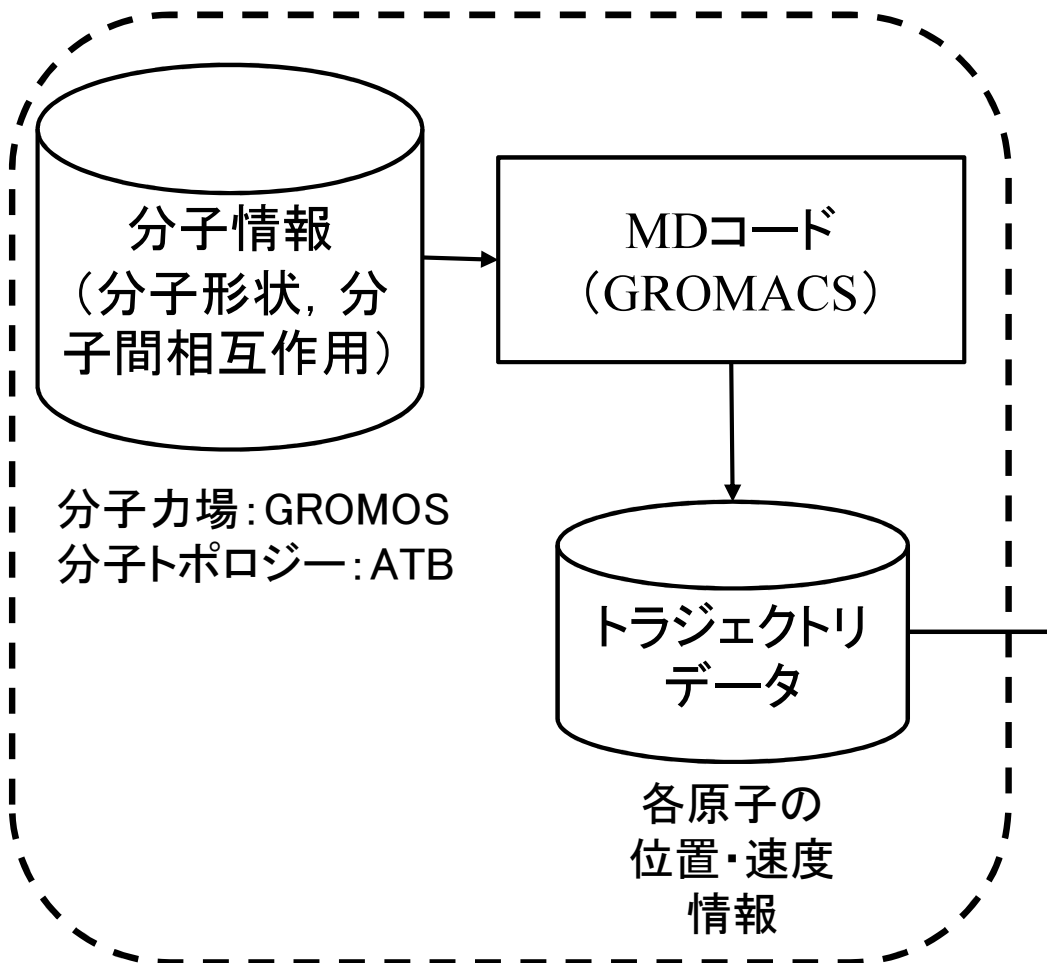 分子情報
（分子形状，分
子間相互作用）
MDコード
（GROMACS）
分子力場：GROMOS
分子トポロジー：ATB
トラジェクトリ
データ
各原子の
位置・速度
情報